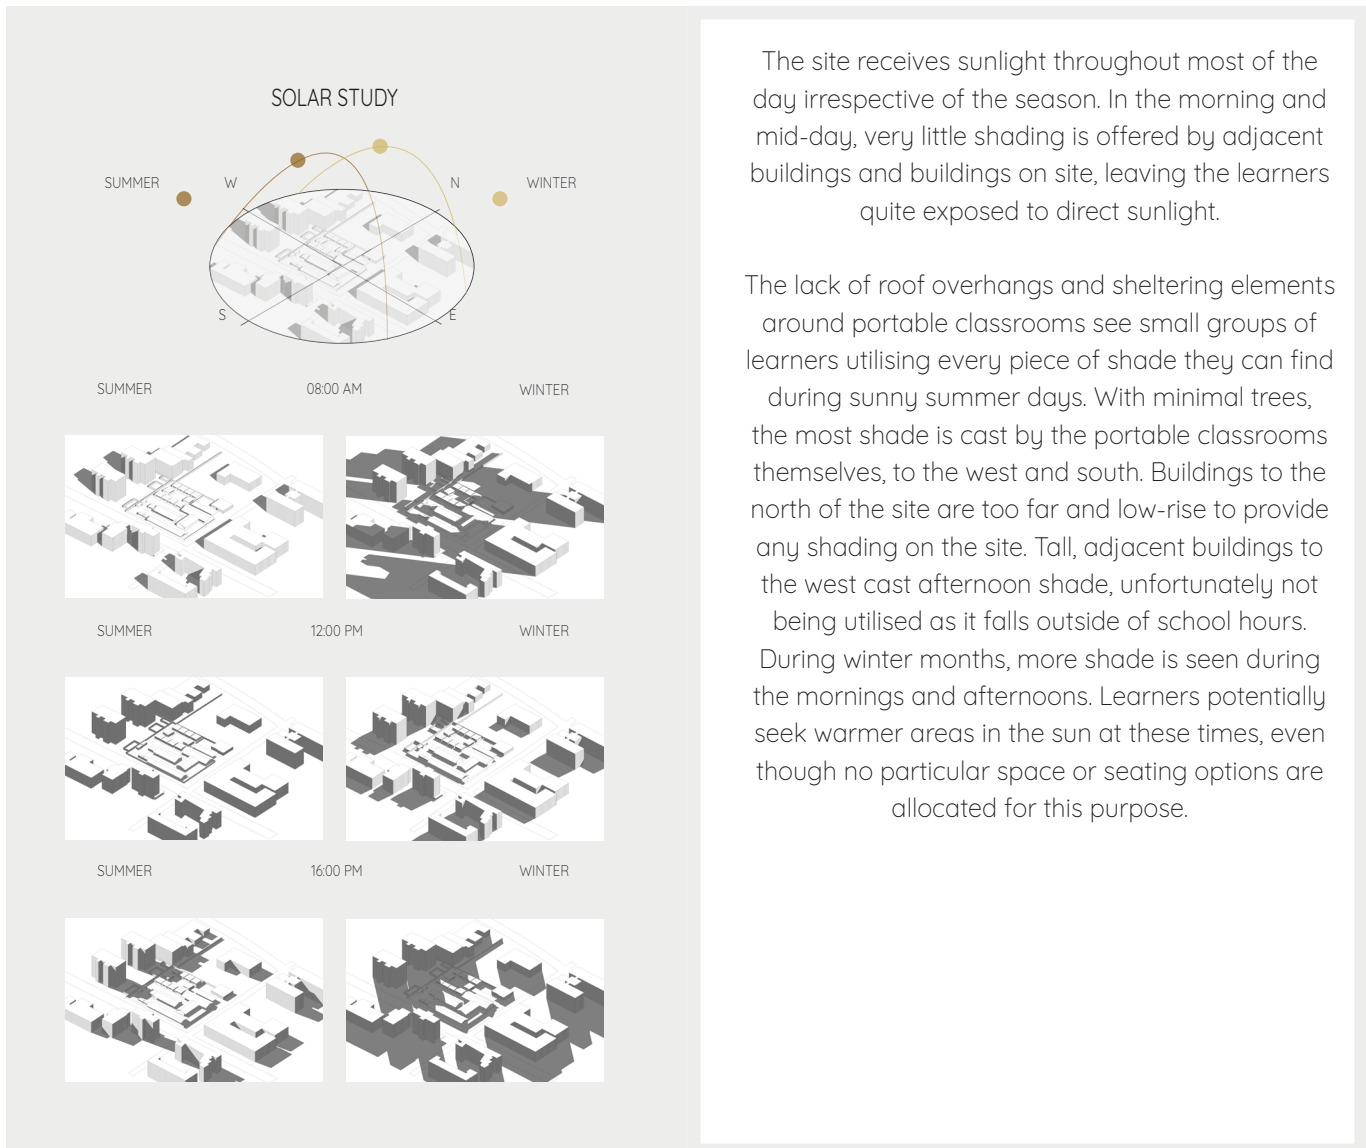 SOLAR STUDY
SUMMER
W
N
WINTER
S
E
SUMMER 08:00 AM WINTER
SUMMER 12:00 PM WINTER
SUMMER 16:00 PM WINTER
The site receives sunlight throughout most of the
day irrespective of the season. In the morning and
mid-day, very little shading is offered by adjacent
buildings and buildings on site, leaving the learners
quite exposed to direct sunlight.
The lack of roof overhangs and sheltering elements
around portable classrooms see small groups of
learners utilising every piece of shade they can find
during sunny summer days. With minimal trees,
the most shade is cast by the portable classrooms
themselves, to the west and south. Buildings to the
north of the site are too far and low-rise to provide
any shading on the site. Tall, adjacent buildings to
the west cast afternoon shade, unfortunately not
being utilised as it falls outside of school hours.
During winter months, more shade is seen during
the mornings and afternoons. Learners potentially
seek warmer areas in the sun at these times, even
though no particular space or seating options are
allocated for this purpose.